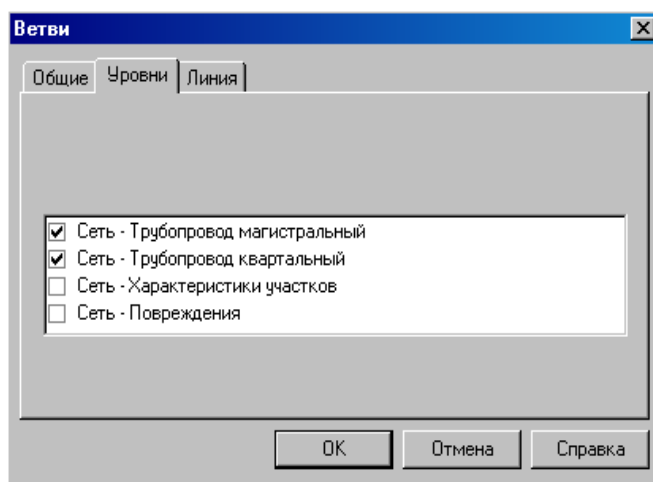 Ветви
Общие Уровни Линия
Сеть - Трубопровод магистральный
Сеть - Трубопровод квартальный
Сеть - Характеристики участков
Сеть - Повреждения
OK Отмена Справка